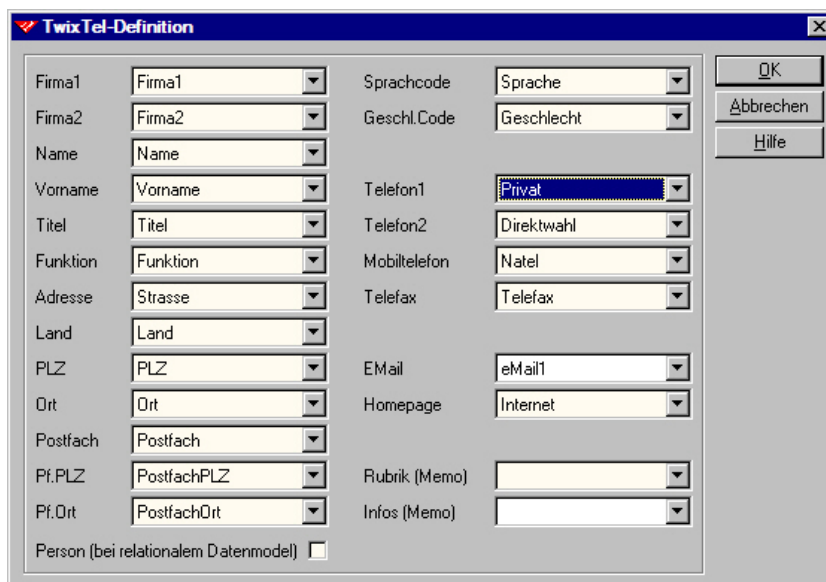 TwixTel-Definition
Firma1 Firma1 Sprachcode Sprache OK
Firma2 Firma2 Geschl.Code Geschlecht Abbrechen
Name Name Hilfe
Vorname Vorname Telefon1 Privat
Titel Titel Telefon2 Direktwahl
Funktion Funktion Mobiltelefon Natel
Adresse Strasse Telefax Telefax
Land Land
PLZ PLZ EMail eMail1
Ort Ort Homepage Internet
Postfach Postfach
Pf.PLZ PostfachPLZ Rubrik (Memo)
Pf.Ort PostfachOrt Infos (Memo)
Person (bei relationalem Datenmodel)